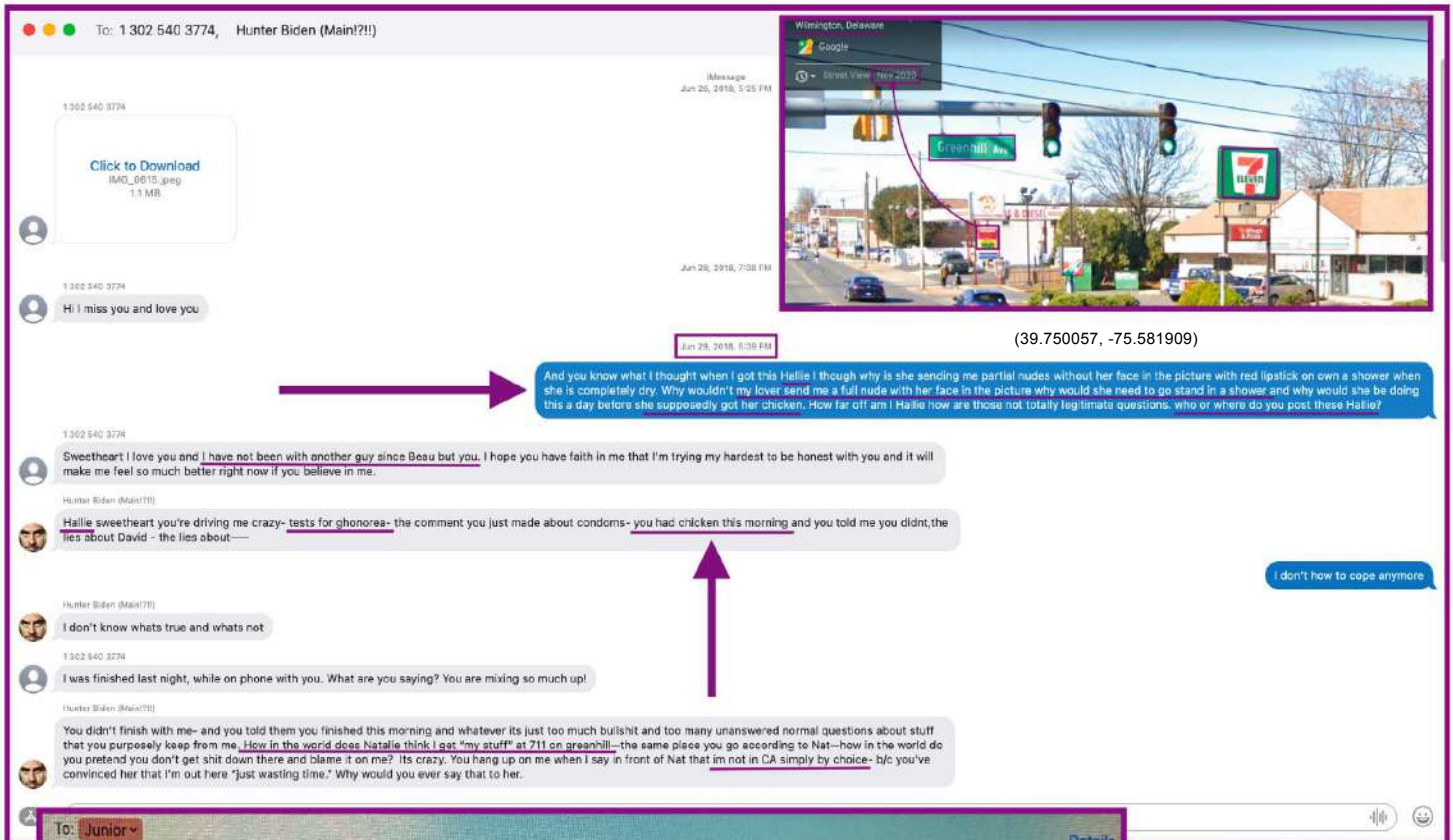 To: 1 302 540 3774, Hunter Biden (Main!?!!)
iMessage
Jun 28, 2018, 5:25 PM
1 302 540 3774
Click to Download
IMG_0615.jpeg
1.1 MB
Jun 28, 2018, 7:38 PM
1 302 540 3774
Hi I miss you and love you
Wilmington, Delaware
Google
Street View Nov 2020
Greenhill Ave
& DIESEL
7
ELEVEN
(39.750057, -75.581909)
Jun 29, 2018, 6:39 PM
And you know what I thought when I got this Hallie I though why is she sending me partial nudes without her face in the picture with red lipstick on own a shower when
she is completely dry. Why wouldn't my lover send me a full nude with her face in the picture why would she need to go stand in a shower and why would she be doing
this a day before she supposedly got her chicken. How far off am I Hallie how are those not totally legitimate questions. who or where do you post these Hallie?
1 302 540 3774
Sweetheart I love you and I have not been with another guy since Beau but you. I hope you have faith in me that I'm trying my hardest to be honest with you and it will
make me feel so much better right now if you believe in me.
Hunter Biden (Main!?!!)
Hallie sweetheart you're driving me crazy- tests for ghonorea- the comment you just made about condoms- you had chicken this morning and you told me you didnt,the
lies about David - the lies about——
I don't how to cope anymore
Hunter Biden (Main!?!!)
I don't know whats true and whats not
1 302 540 3774
I was finished last night, while on phone with you. What are you saying? You are mixing so much up!
Hunter Biden (Main!?!!)
You didn't finish with me- and you told them you finished this morning and whatever its just too much bullshit and too many unanswered normal questions about stuff
that you purposely keep from me. How in the world does Natalie think I get "my stuff" at 711 on greenhill—the same place you go according to Nat—how in the world do
you pretend you don't get shit down there and blame it on me? Its crazy. You hang up on me when I say in front of Nat that im not in CA simply by choice- b/c you've
convinced her that I'm out here "just wasting time." Why would you ever say that to her.
To: Junior
Details